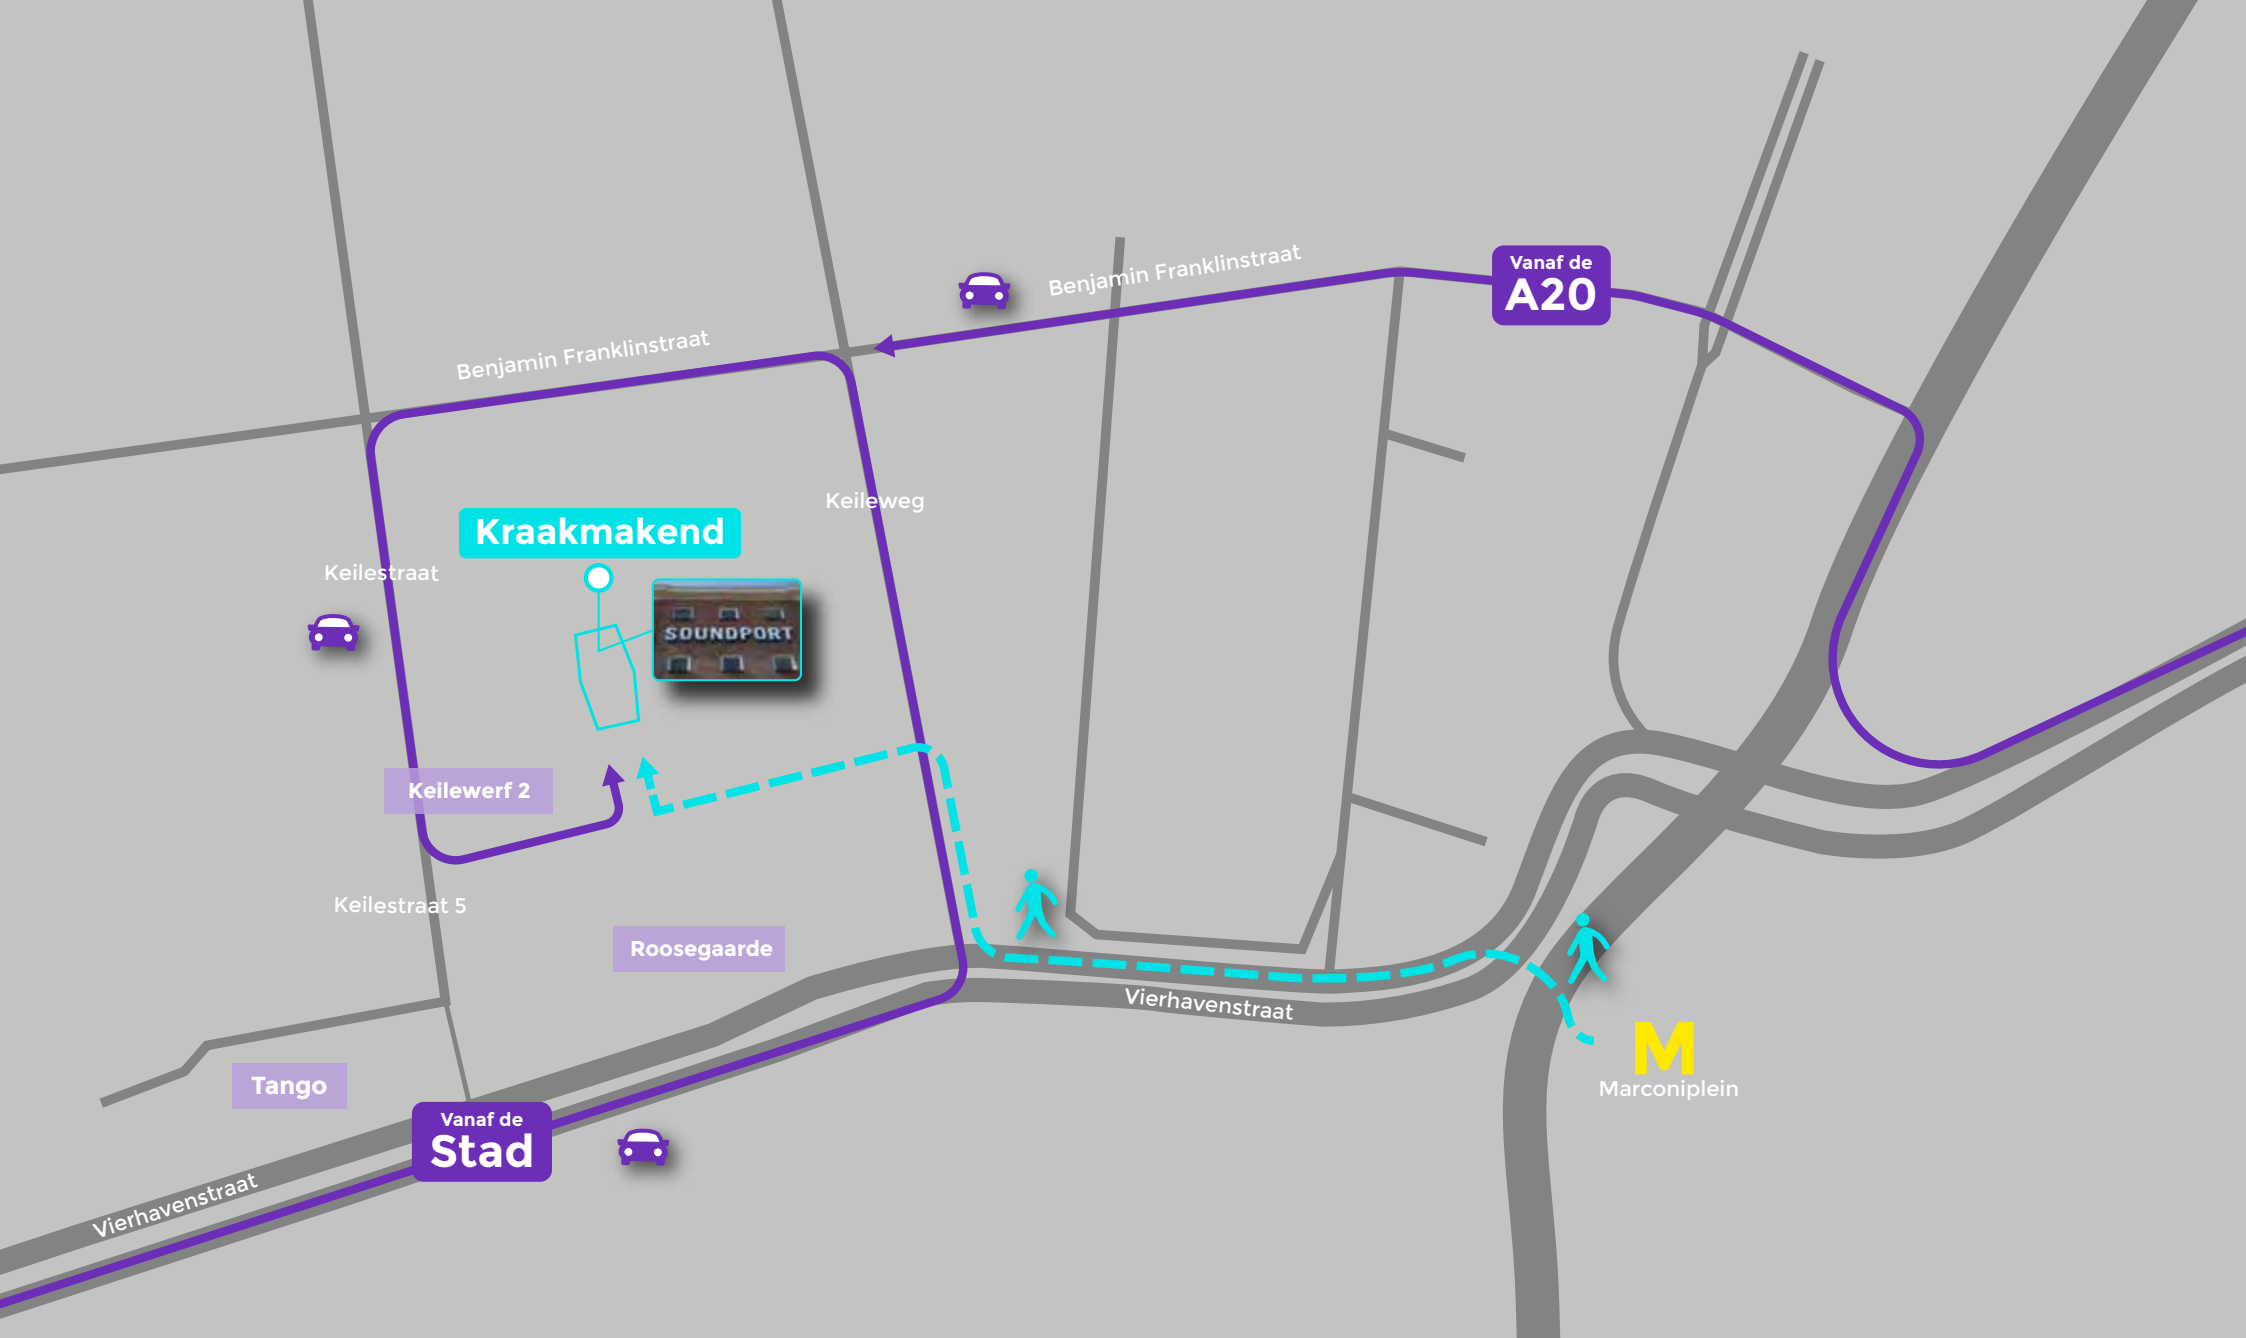 Vanaf de
A20
Benjamin Franklinstraat
Benjamin Franklinstraat
Keileweg
Kraakmakend
Keilestraat
SOUNDPORT
Keilewerf 2
Keilestraat 5
Roosegaarde
Vierhavenstraat
M
Marconiplein
Tango
Vanaf de
Stad
Vierhavenstraat